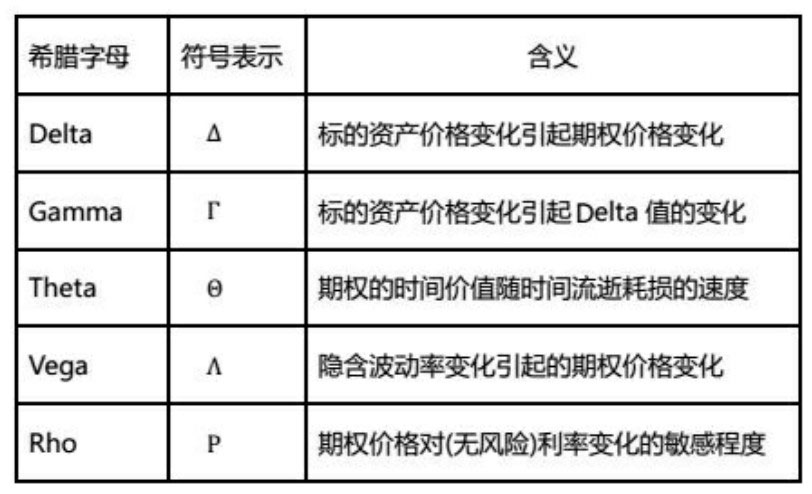 希腊字母 符号表示 含义
Delta Δ 标的资产价格变化引起期权价格变化
Gamma Γ 标的资产价格变化引起Delta 值的变化
Theta Θ 期权的时间价值随时间流逝耗损的速度
Vega Λ 隐含波动率变化引起的期权价格变化
Rho Ρ 期权价格对(无风险)利率变化的敏感程度